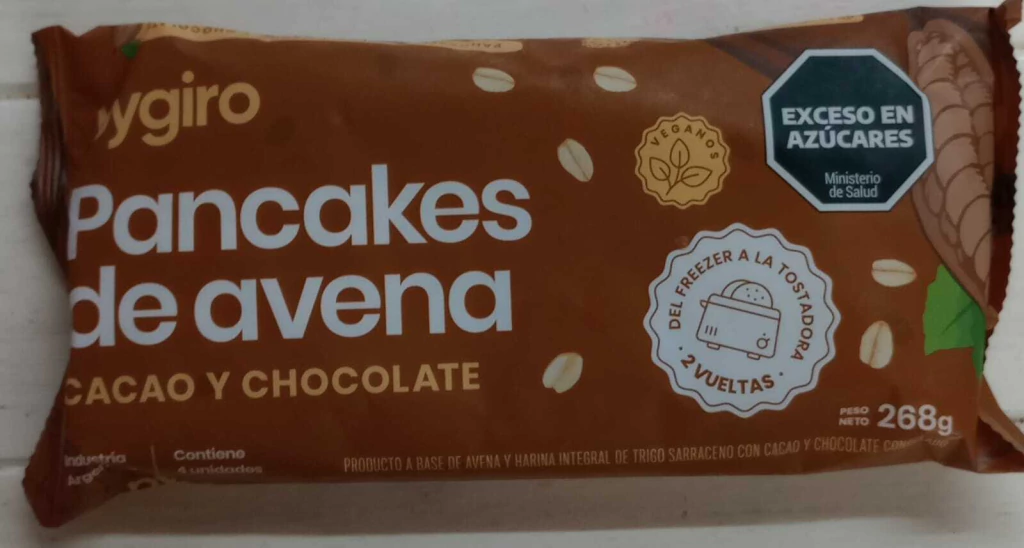 ygiro
Pancakes
de avena
CACAO Y CHOCOLATE
Industria
Contiene
4 unidades
VEGANOS
EXCESO EN
AZÚCARES
Ministerio
de Salud
DEL FREEZER A LA TOSTADORA
2 VUELTAS
PESO
NETO 268g
PRODUCTO A BASE DE AVENA Y HARINA INTEGRAL DE TRIGO SARRACENO CON CACAO Y CHOCOLATE